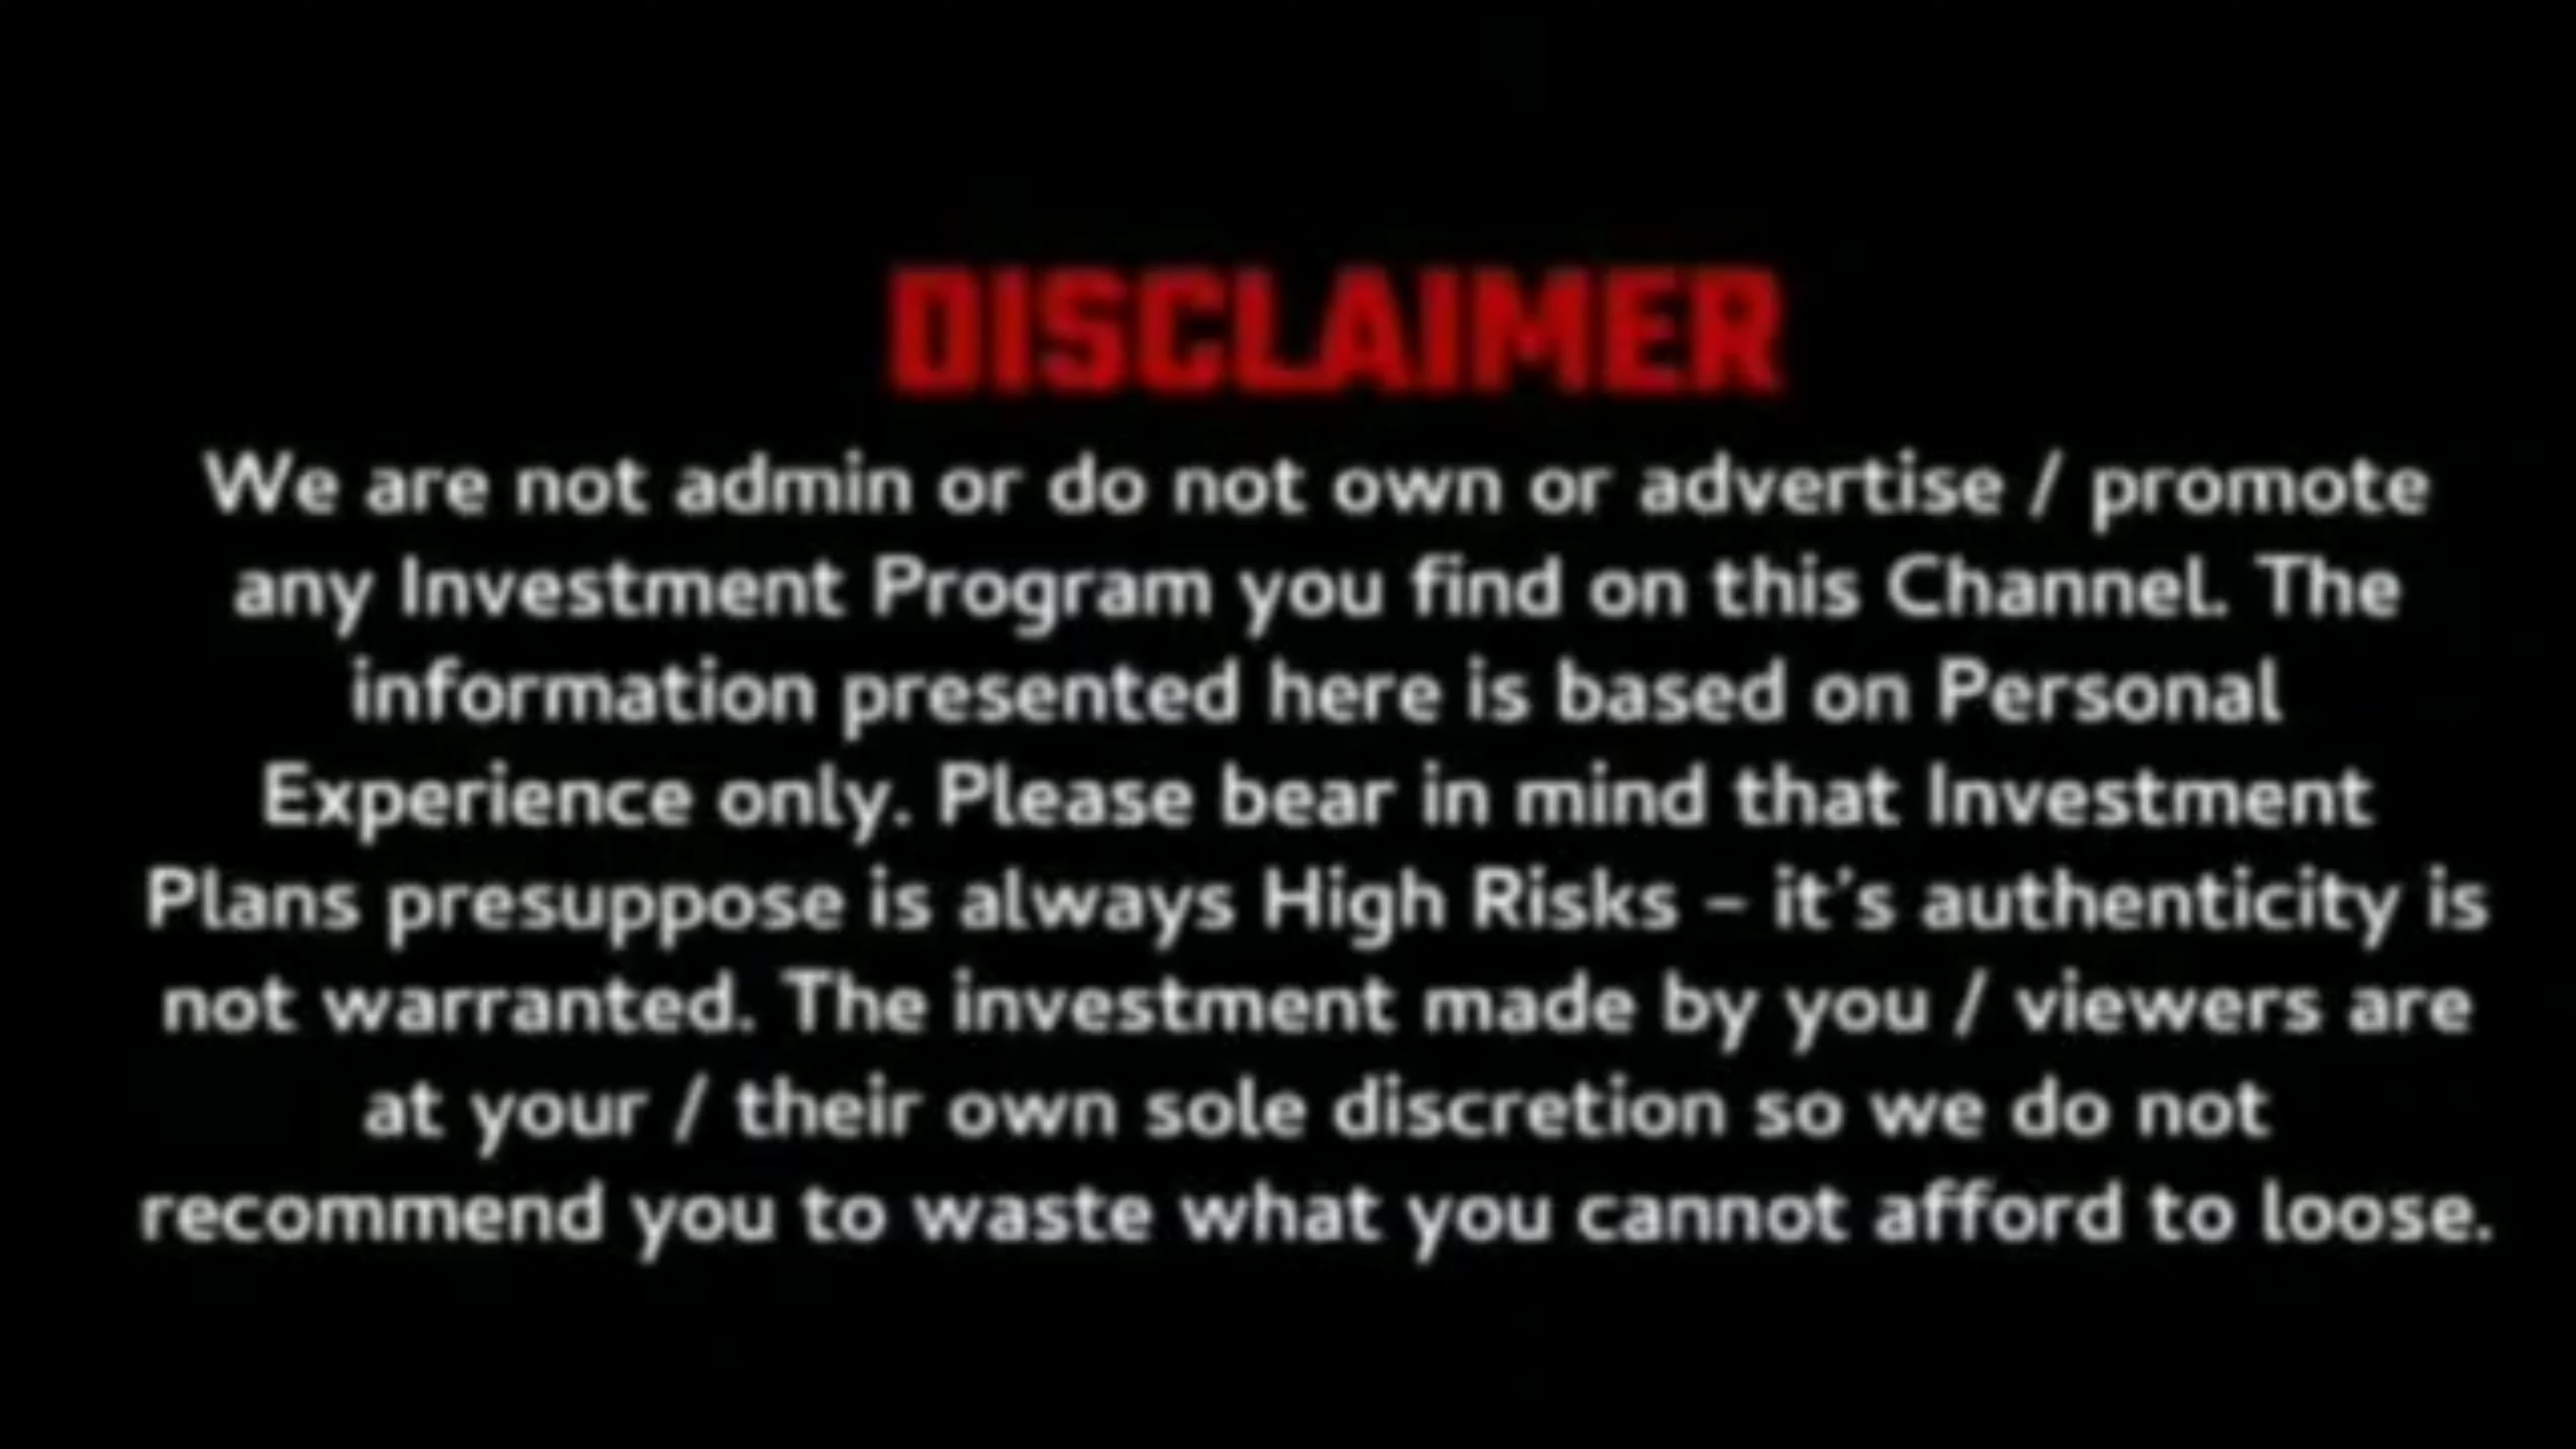 DISCLAIMER
We are not admin or do not own or advertise / promote
any Investment Program you find on this Channel. The
information presented here is based on Personal
Experience only. Please bear in mind that Investment
Plans presuppose is always High Risks – it's authenticity is
not warranted. The investment made by you / viewers are
at your / their own sole discretion so we do not
recommend you to waste what you cannot afford to loose.